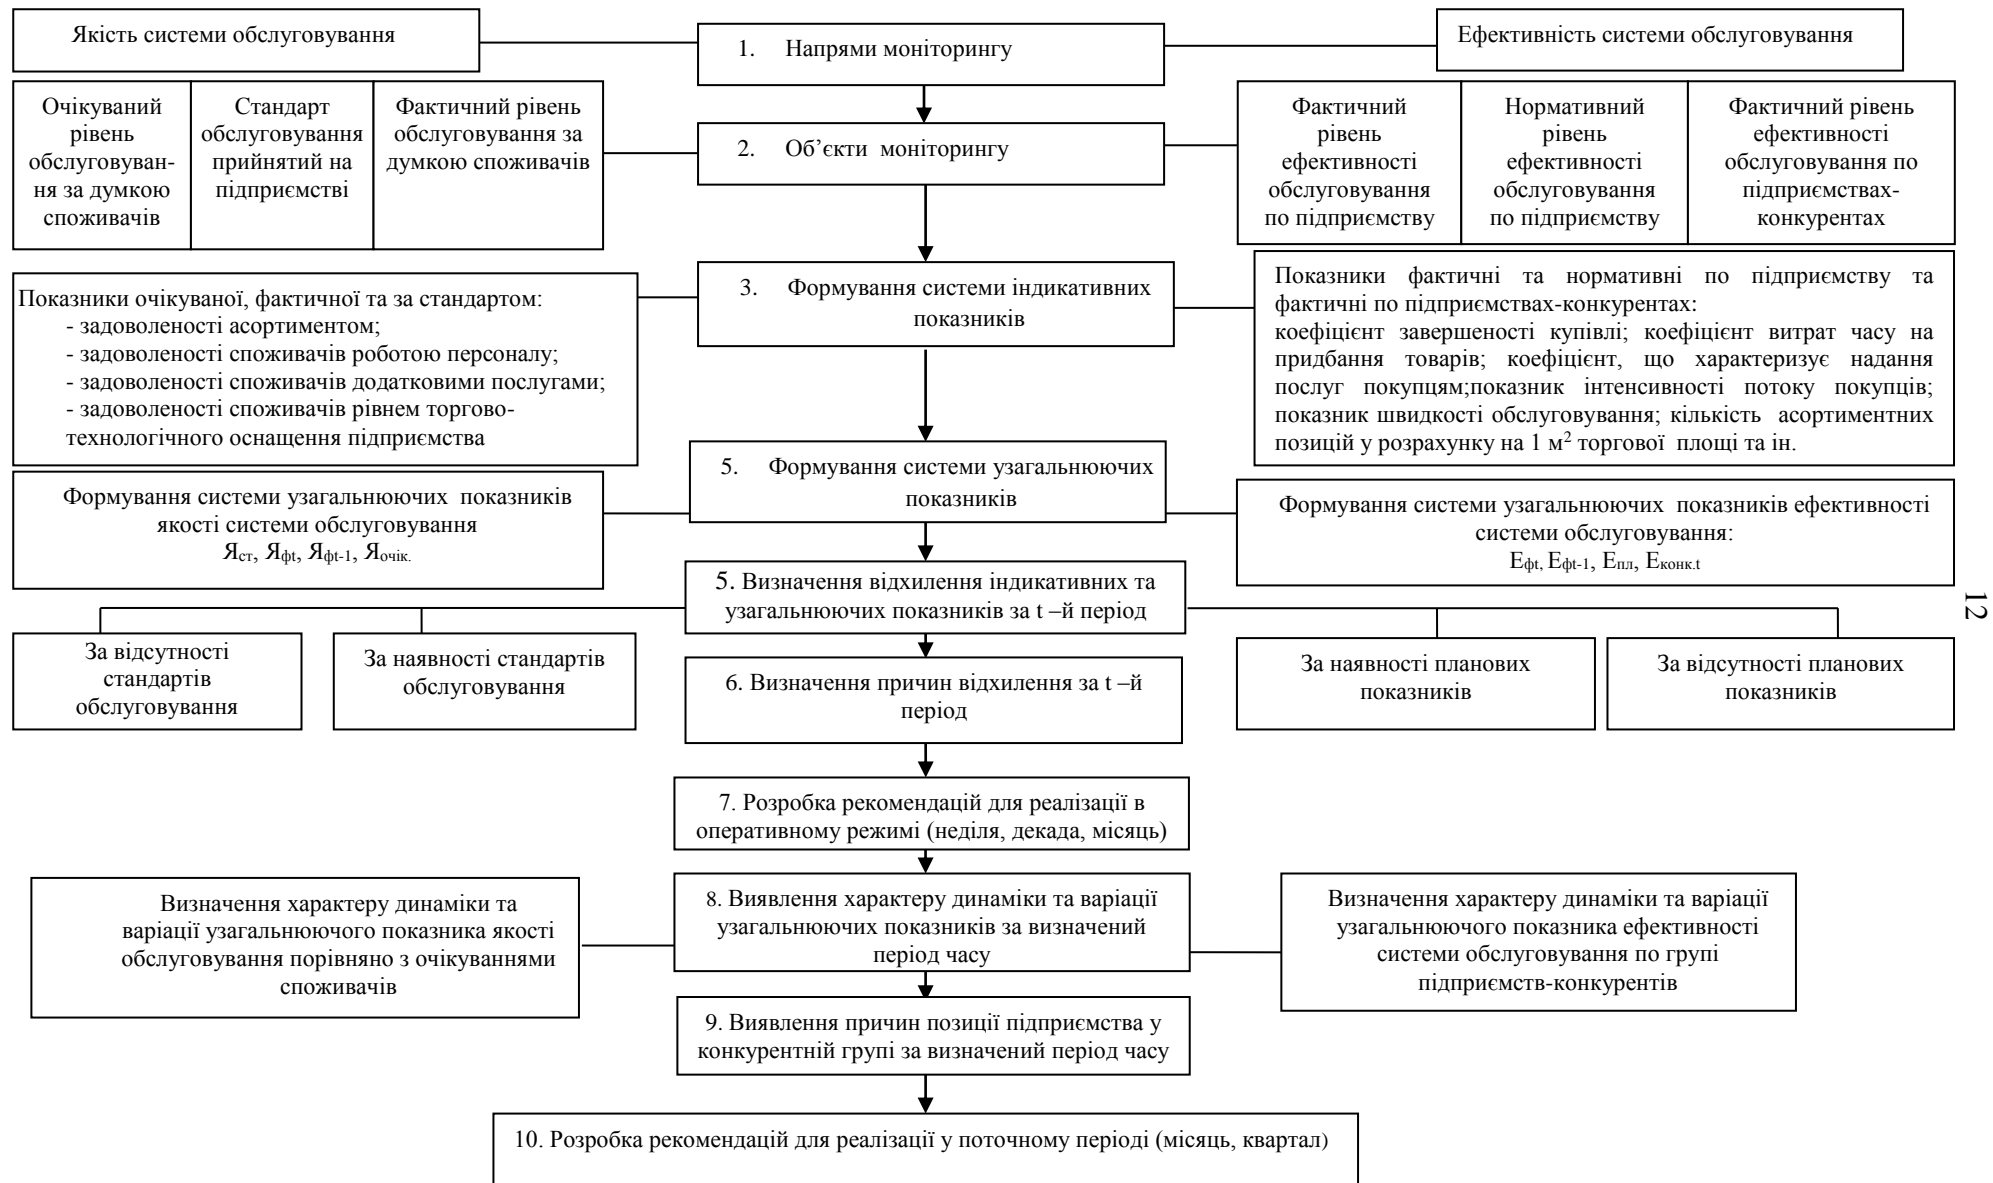 Якість системи обслуговування
1. Напрями моніторингу
Ефективність системи обслуговування
Очікуваний
рівень
обслуговуван-
ня за думкою
споживачів
Стандарт
обслуговування
прийнятий на
підприємстві
Фактичний рівень
обслуговування за
думкою споживачів
2. Об’єкти моніторингу
Фактичний
рівень
ефективності
обслуговування
по підприємству
Нормативний
рівень
ефективності
обслуговування
по підприємству
Фактичний рівень
ефективності
обслуговування по
підприємствах-
конкурентах
Показники очікуваної, фактичної та за стандартом:
- задоволеності асортиментом;
- задоволеності споживачів роботою персоналу;
- задоволеності споживачів додатковими послугами;
- задоволеності споживачів рівнем торгово-
технологічного оснащення підприємства
3. Формування системи індикативних
показників
Показники фактичні та нормативні по підприємству та
фактичні по підприємствах-конкурентах:
коефіцієнт завершеності купівлі; коефіцієнт витрат часу на
придбання товарів; коефіцієнт, що характеризує надання
послуг покупцям;показник інтенсивності потоку покупців;
показник швидкості обслуговування; кількість асортиментних
позицій у розрахунку на 1 м² торгової площі та ін.
Формування системи узагальнюючих показників
якості системи обслуговування
Яст, Яфt, Яфt-1, Яочік.
5. Формування системи узагальнюючих
показників
Формування системи узагальнюючих показників ефективності
системи обслуговування:
Ефt, Ефt-1, Епл, Еконк.t
5. Визначення відхилення індикативних та
узагальнюючих показників за t –й період
12
За відсутності
стандартів
обслуговування
За наявності стандартів
обслуговування
6. Визначення причин відхилення за t –й
період
За наявності планових
показників
За відсутності планових
показників
7. Розробка рекомендацій для реалізації в
оперативному режимі (неділя, декада, місяць)
Визначення характеру динаміки та
варіації узагальнюючого показника якості
обслуговування порівняно з очікуваннями
споживачів
8. Виявлення характеру динаміки та варіації
узагальнюючих показників за визначений
період часу
Визначення характеру динаміки та варіації
узагальнюючого показника ефективності
системи обслуговування по групі
підприємств-конкурентів
9. Виявлення причин позиції підприємства у
конкурентній групі за визначений період часу
10. Розробка рекомендацій для реалізації у поточному періоді (місяць, квартал)